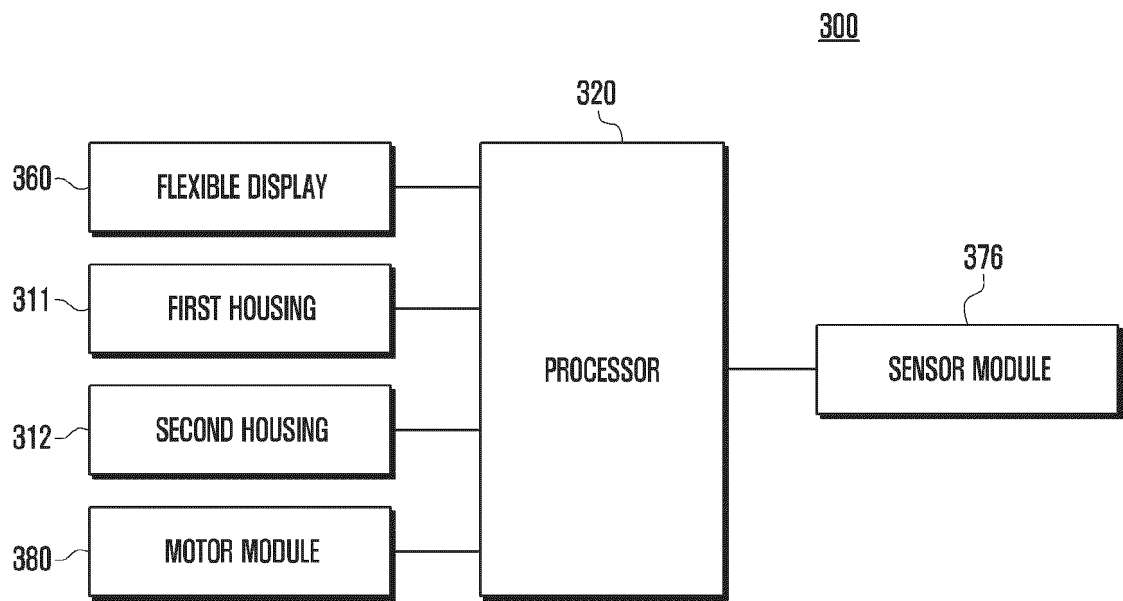 300
320
360
FLEXIBLE DISPLAY
376
311
FIRST HOUSING
PROCESSOR
SENSOR MODULE
312
SECOND HOUSING
380
MOTOR MODULE